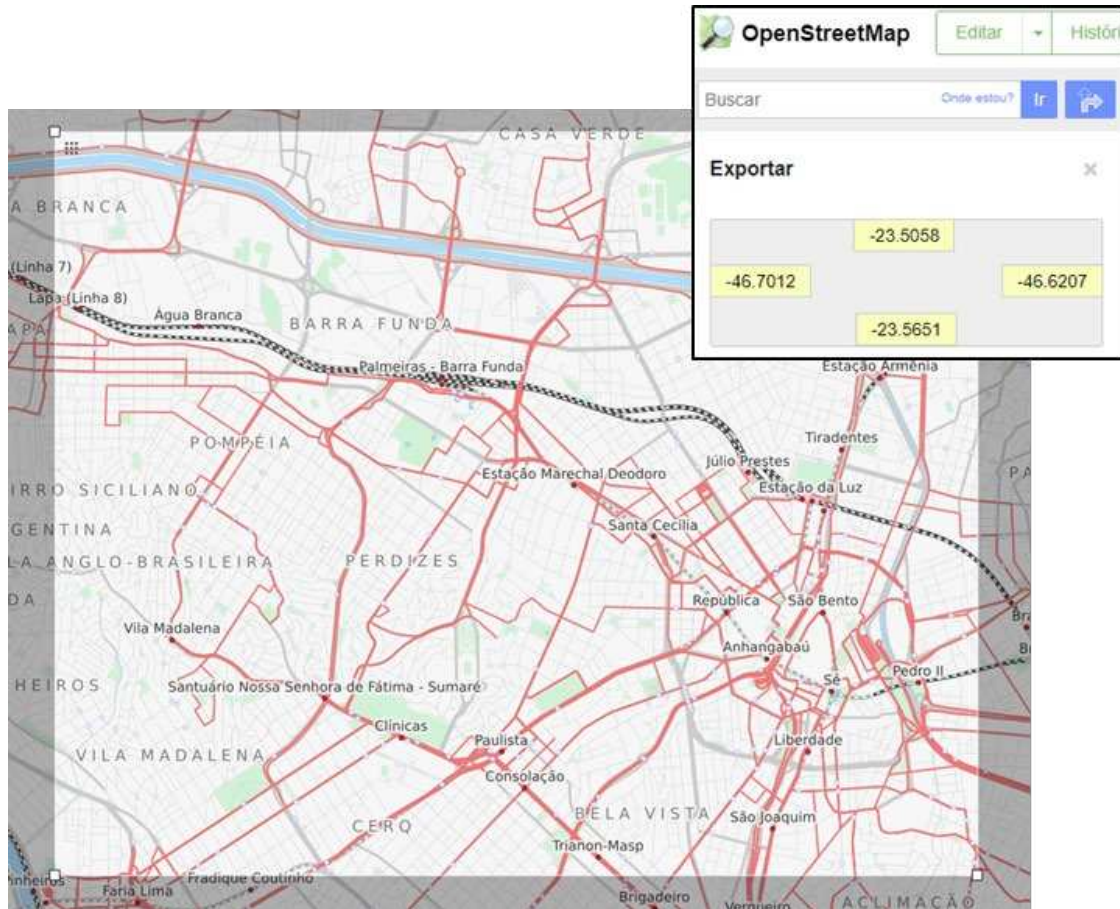 OpenStreetMap
Editar
Buscar
Onde estou?
Ir
Exportar
×
-23.5058
-46.7012
-46.6207
-23.5651
CASA VERDE
BRANCA
(Linha 7)
Lapa (Linha 8)
Água Branca
BARRA FUNDA
Palmeiras - Barra Funda
Estação Armênia
POMPÉIA
Tiradentes
Júlio Prestes
Estação Marechal Deodoro
Estação da Luz
SICILIANO
Santa Cecília
ANGLO-BRASILEIRA
PERDIZES
República
São Bento
Vila Madalena
Anhangabaú
Sé
Pedro II
Santuário Nossa Senhora de Fátima - Sumaré
Clínicas
Paulista
Liberdade
VILA MADALENA
Consolação
BELA VISTA
São Joaquim
CERQ
Trianon-Masp
Faria Lima
Fradique Coutinho
Brigadeiro
Vergueiro
ACLIMAÇÃO